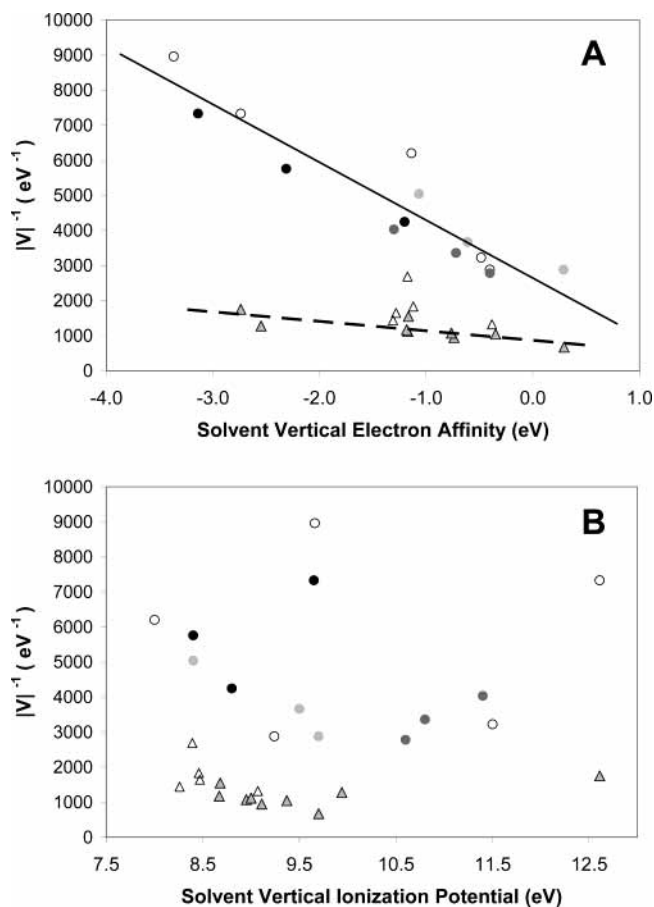 A
10000
9000
8000
7000
6000
5000
4000
3000
2000
1000
0
|V| -1 ( eV -1 )
-4.0 -3.0 -2.0 -1.0 0.0 1.0
Solvent Vertical Electron Affinity (eV)
B
10000
9000
8000
7000
6000
5000
4000
3000
2000
1000
0
|V| -1 ( eV -1 )
7.5 8.5 9.5 10.5 11.5 12.5
Solvent Vertical Ionization Potential (eV)